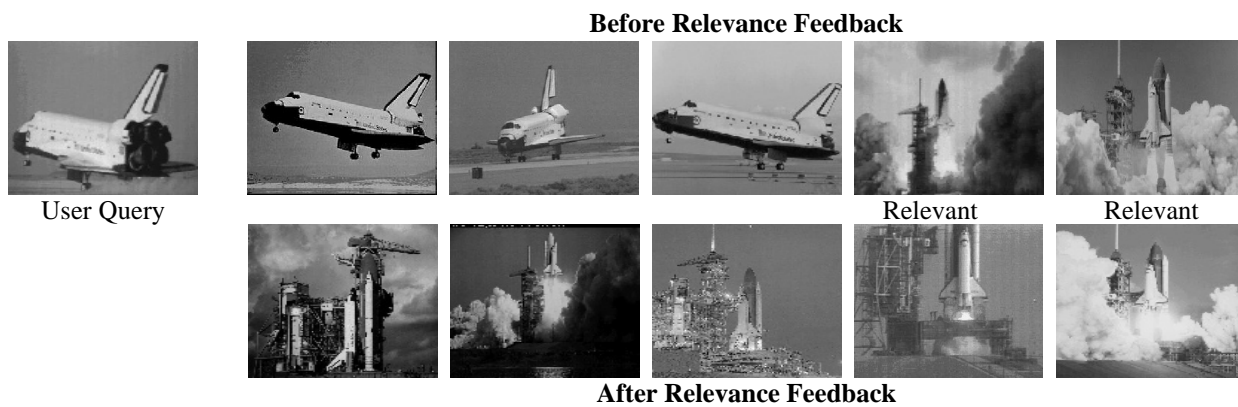 Before Relevance Feedback
User Query
Relevant
Relevant
After Relevance Feedback